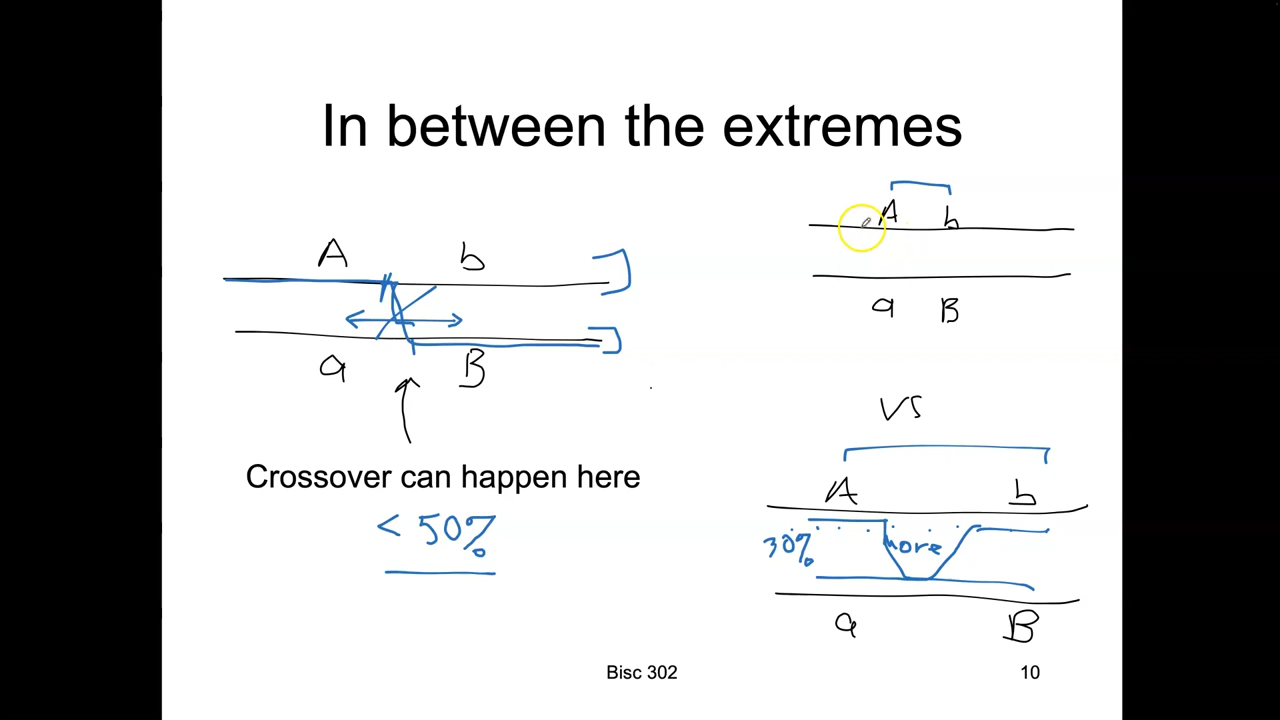 In between the extremes
A b
a B
Crossover can happen here
< 50%
A b
a B
vs
A b
30% more
a B
Bisc 302
10